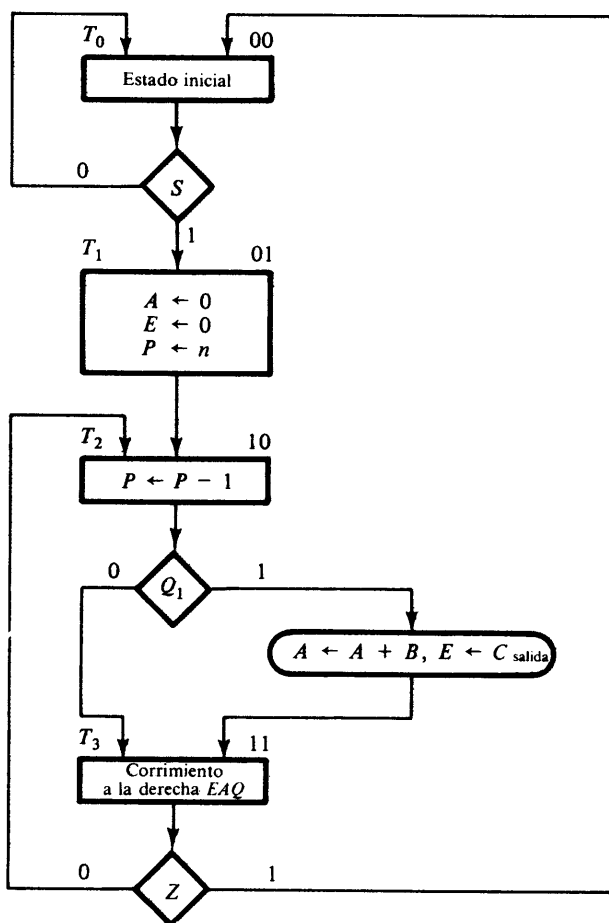 T₀ 00
Estado inicial
0 S
1
T₁ 01
A ← 0
E ← 0
P ← n
T₂ 10
P ← P − 1
0 Q₁ 1
A ← A + B, E ← C salida
T₃ 11
Corrimiento
a la derecha EAQ
0 Z 1